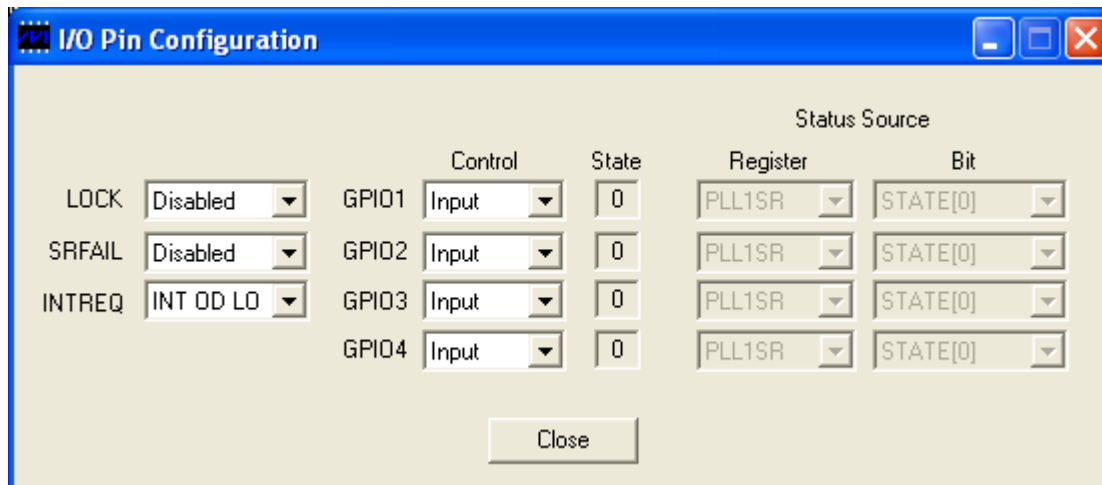 I/O Pin Configuration
Status Source
Control State Register Bit
LOCK Disabled GPIO1 Input 0 PLL1SR STATE[0]
SRFAIL Disabled GPIO2 Input 0 PLL1SR STATE[0]
INTREQ INT OD LO GPIO3 Input 0 PLL1SR STATE[0]
GPIO4 Input 0 PLL1SR STATE[0]
Close